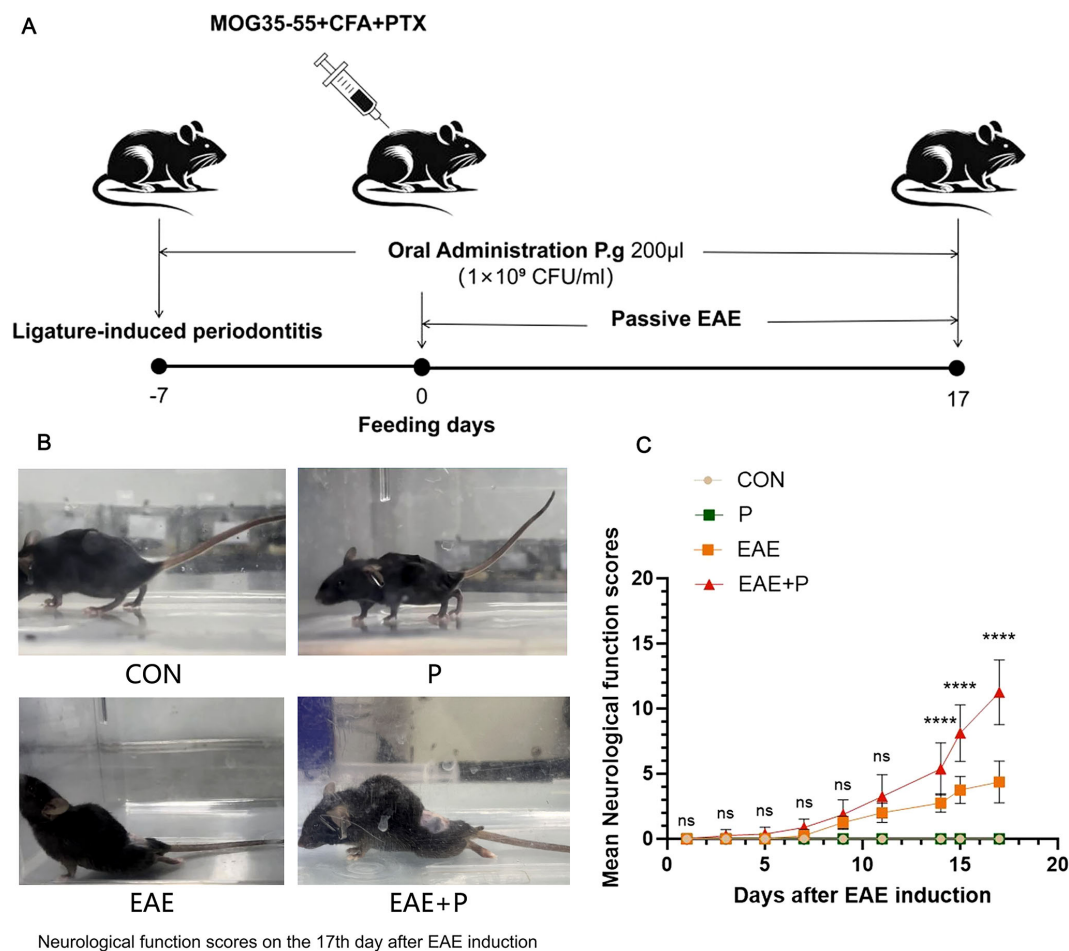 A
MOG35-55+CFA+PTX
Oral Administration P.g 200μl
(1×10⁹ CFU/ml)
Passive EAE
Ligature-induced periodontitis
-7
0
17
Feeding days
B
CON
P
EAE
EAE+P
Neurological function scores on the 17th day after EAE induction
C
CON
P
EAE
EAE+P
Mean Neurological function scores
20
15
10
5
0
ns
ns
ns
ns
ns
ns
****
****
****
0
5
10
15
20
Days after EAE induction